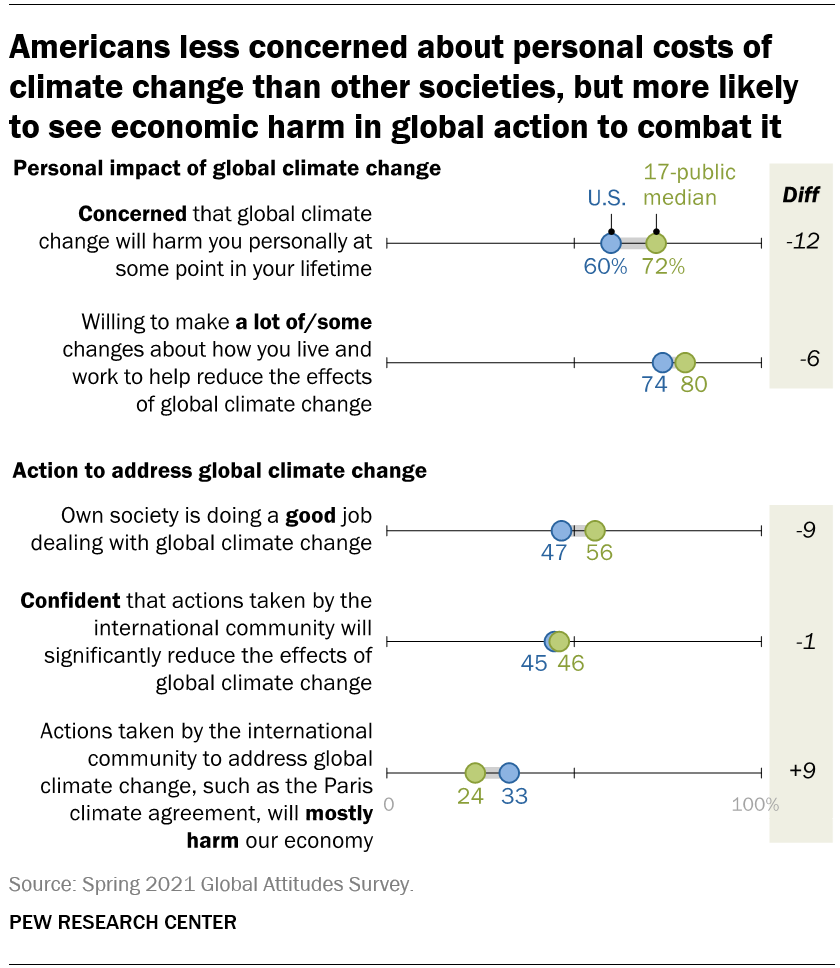 Americans less concerned about personal costs of
climate change than other societies, but more likely
to see economic harm in global action to combat it
Personal impact of global climate change
17-public
median
U.S.
Diff
Concerned that global climate
change will harm you personally at
some point in your lifetime
60% 72%
-12
Willing to make a lot of/some
changes about how you live and
work to help reduce the effects
of global climate change
74 80
-6
Action to address global climate change
Own society is doing a good job
dealing with global climate change
47 56
-9
Confident that actions taken by the
international community will
significantly reduce the effects of
global climate change
45 46
-1
Actions taken by the international
community to address global
climate change, such as the Paris
climate agreement, will mostly
harm our economy
24 33
+9
0 100%
Source: Spring 2021 Global Attitudes Survey.
PEW RESEARCH CENTER